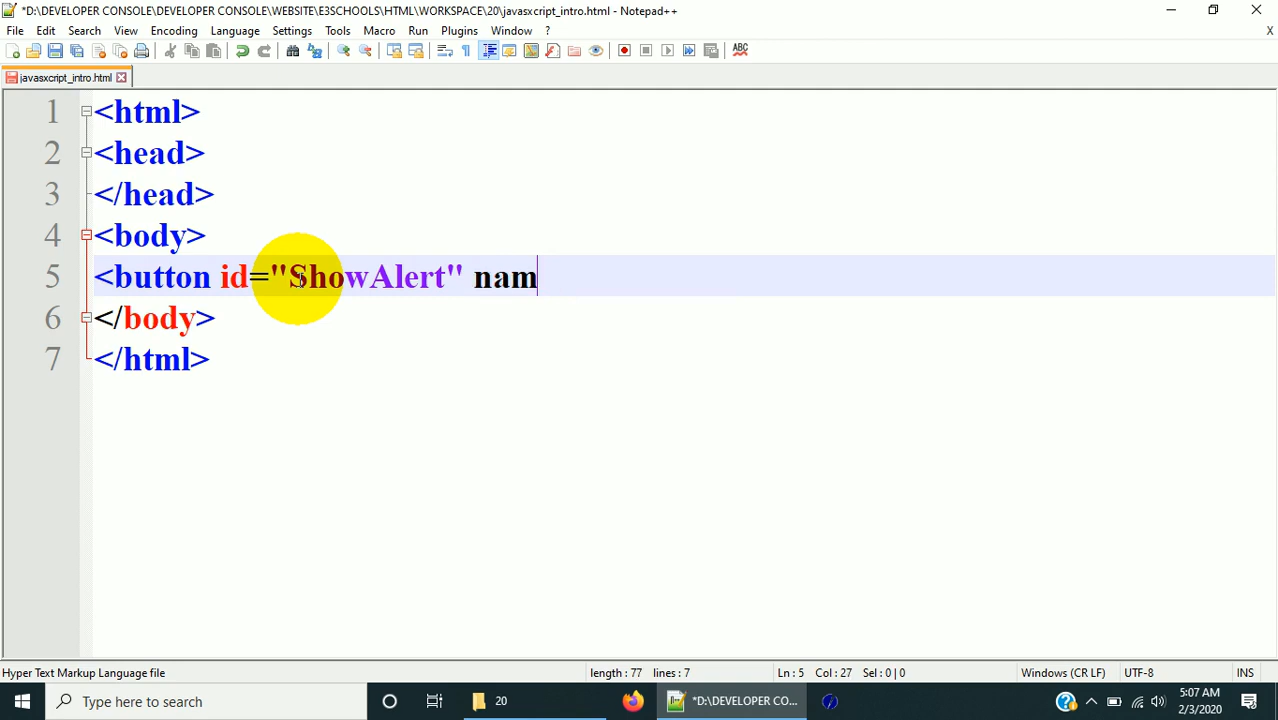 *D:\DEVELOPER CONSOLE\DEVELOPER CONSOLE\WEBSITE\E3SCHOOLS\HTML\WORKSPACE\20\javasxcript_intro.html - Notepad++
File Edit Search View Encoding Language Settings Tools Macro Run Plugins Window ? X
ABC
javasxcript_intro.html
1 <html>
2 <head>
3 </head>
4 <body>
5 <button id="ShowAlert" nam
6 </body>
7 </html>
Hyper Text Markup Language file length : 77 lines : 7 Ln : 5 Col : 27 Sel : 0 | 0 Windows (CR LF) UTF-8 INS
Type here to search 20 *D:\DEVELOPER CO... 5:07 AM
2/3/2020